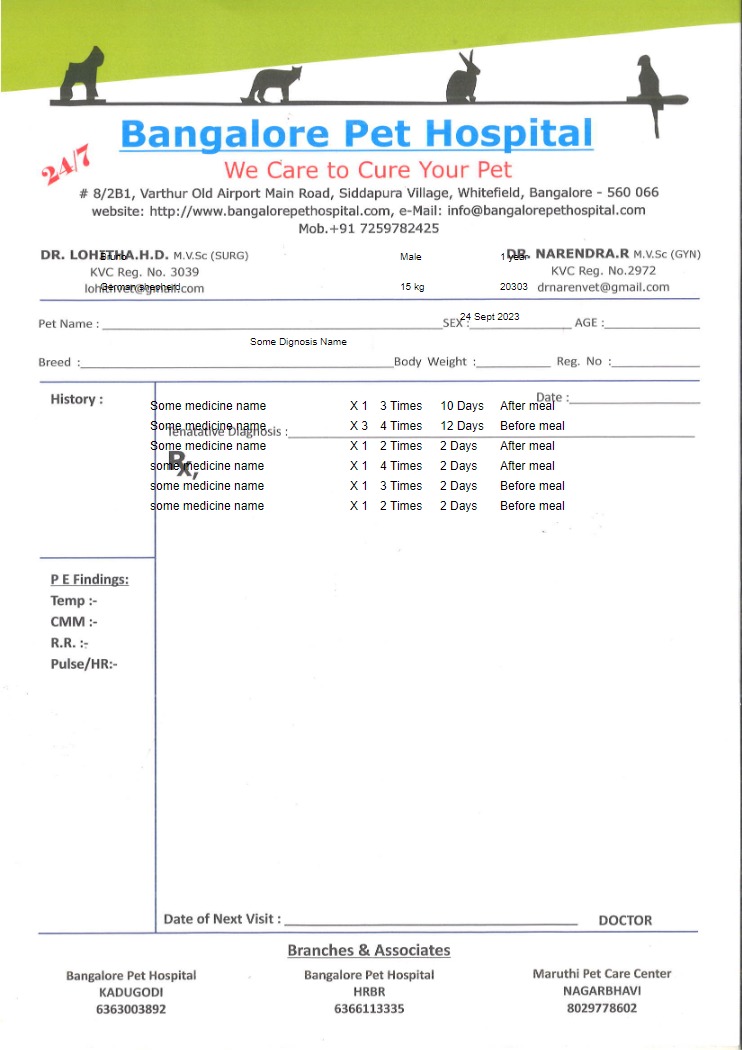 Bangalore Pet Hospital
24/7
We Care to Cure Your Pet
# 8/2B1, Varthur Old Airport Main Road, Siddapura Village, Whitefield, Bangalore - 560 066
website: http://www.bangalorepethospital.com, e-Mail: info@bangalorepethospital.com
Mob.+91 7259782425
DR. LOHITHA.H.D. M.V.Sc (SURG)
KVC Reg. No. 3039
lohithvet@gmail.com
DR. NARENDRA.R M.V.Sc (GYN)
KVC Reg. No.2972
drnarenvet@gmail.com
Bruno Male 1 year
German shepherd 15 kg 20303
24 Sept 2023
Pet Name : SEX : AGE :
Some Dignosis Name
Breed : Body Weight : Reg. No :
History :
Date :
Some medicine name X 1 3 Times 10 Days After meal
Some medicine name X 3 4 Times 12 Days Before meal
Tenatative Diagnosis :
Some medicine name X 1 2 Times 2 Days After meal
Rx,
some medicine name X 1 4 Times 2 Days After meal
some medicine name X 1 3 Times 2 Days Before meal
some medicine name X 1 2 Times 2 Days Before meal
P E Findings:
Temp :-
CMM :-
R.R. :-
Pulse/HR:-
Date of Next Visit : DOCTOR
Branches & Associates
Bangalore Pet Hospital
KADUGODI
6363003892
Bangalore Pet Hospital
HRBR
6366113335
Maruthi Pet Care Center
NAGARBHAVI
8029778602